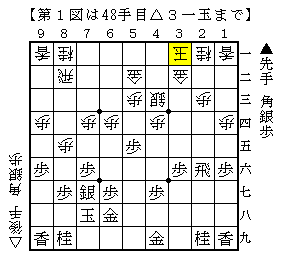 【第１図は48手目△３一玉まで】
９ ８ ７ ６ ５ ４ ３ ２ １
香 桂 玉 桂 香 一
飛 金 金 二
歩 銀 歩 三
歩 歩 歩 歩 歩 歩 四
歩 歩 五
歩 歩 歩 飛 歩 六
歩 銀 歩 歩 七
玉 金 八
香 桂 金 桂 香 九
▲先手 角銀歩
△後手 角銀歩